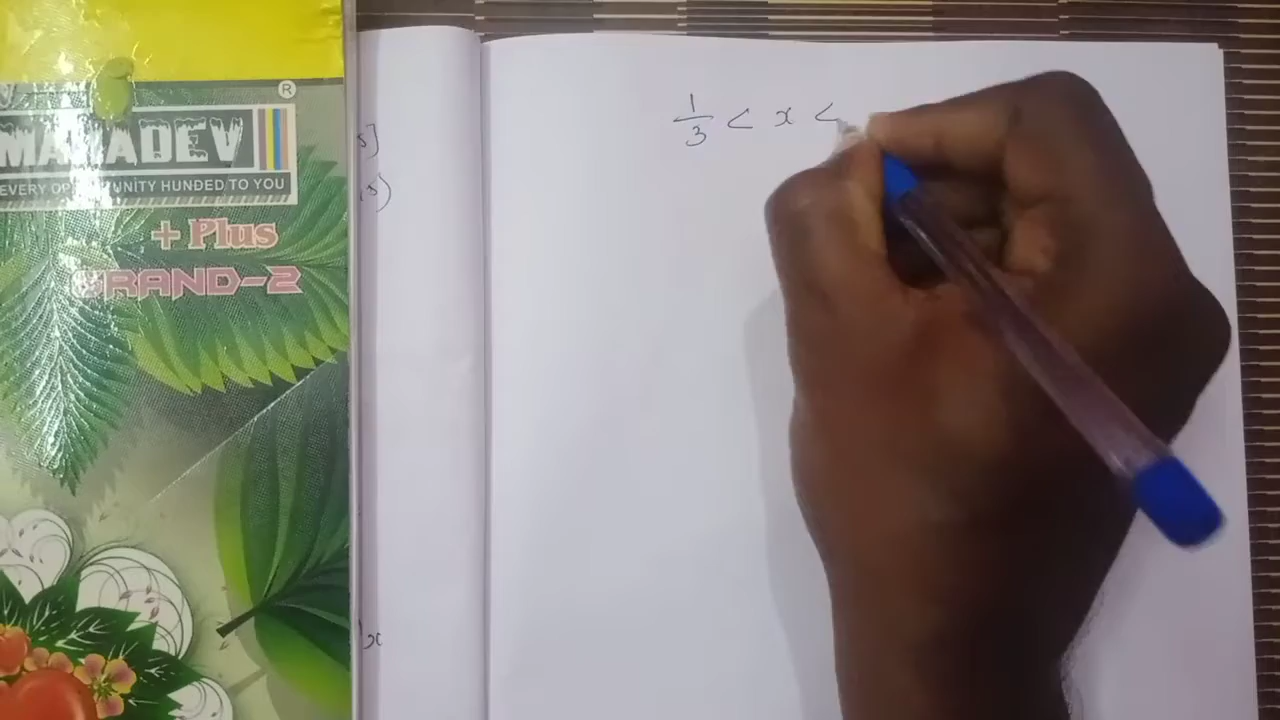 ®
MAHADEV
EVERY OPPORTUNITY HUNDED TO YOU
+ Plus
GRAND-2
s]
(s)
x
1/3 < x <